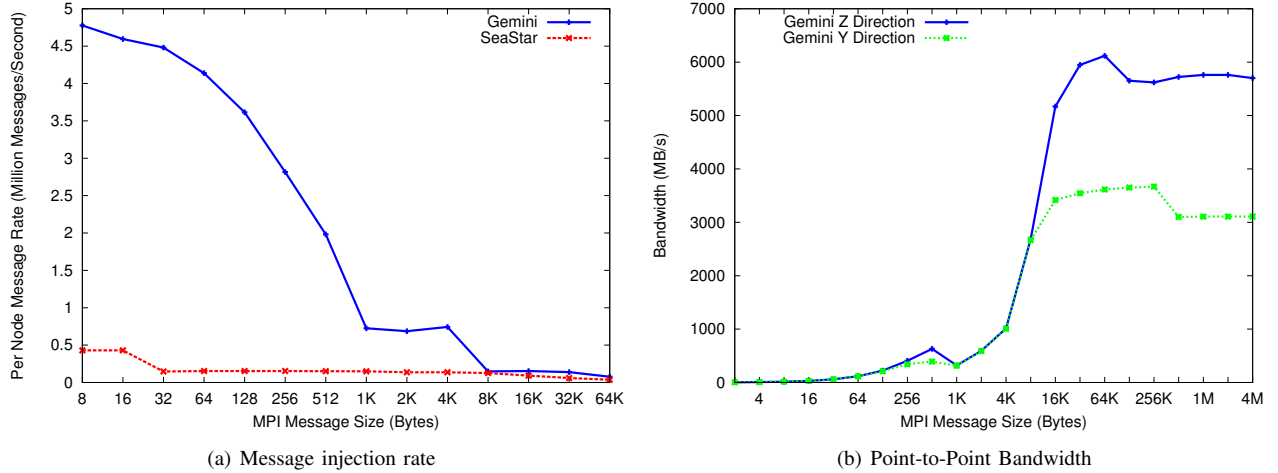 5
4.5
4
3.5
3
2.5
2
1.5
1
0.5
0
Per Node Message Rate (Million Messages/Second)
Gemini
SeaStar
8 16 32 64 128 256 512 1K 2K 4K 8K 16K 32K 64K
MPI Message Size (Bytes)
(a) Message injection rate
7000
6000
5000
4000
3000
2000
1000
0
Bandwidth (MB/s)
Gemini Z Direction
Gemini Y Direction
4 16 64 256 1K 4K 16K 64K 256K 1M 4M
MPI Message Size (Bytes)
(b) Point-to-Point Bandwidth